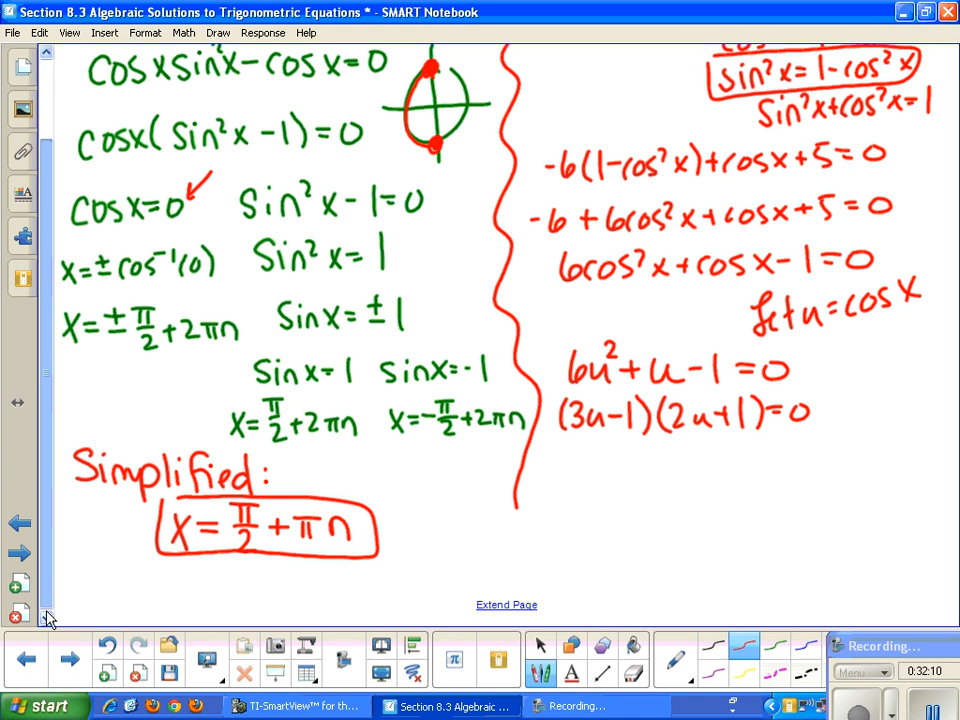 Section 8.3 Algebraic Solutions to Trigonometric Equations * - SMART Notebook
File Edit View Insert Format Math Draw Response Help
cos x sin²x - cos x = 0
cosx(sin²x - 1) = 0
cos x = 0 sin²x - 1 = 0
x = ± cos⁻¹(0) sin²x = 1
x = ± π/2 + 2πn sin x = ± 1
sin x = 1 sin x = -1
x = π/2 + 2πn x = -π/2 + 2πn
Simplified:
x = π/2 + πn
sin²x = 1 - cos²x
sin²x + cos²x = 1
-6(1 - cos²x) + cos x + 5 = 0
-6 + 6cos²x + cos x + 5 = 0
6cos²x + cos x - 1 = 0
let u = cos x
6u² + u - 1 = 0
(3u - 1)(2u + 1) = 0
Extend Page
Recording...
Menu
0:32:10
start
TI-SmartView™ for th...
Section 8.3 Algebraic ...
Recording...